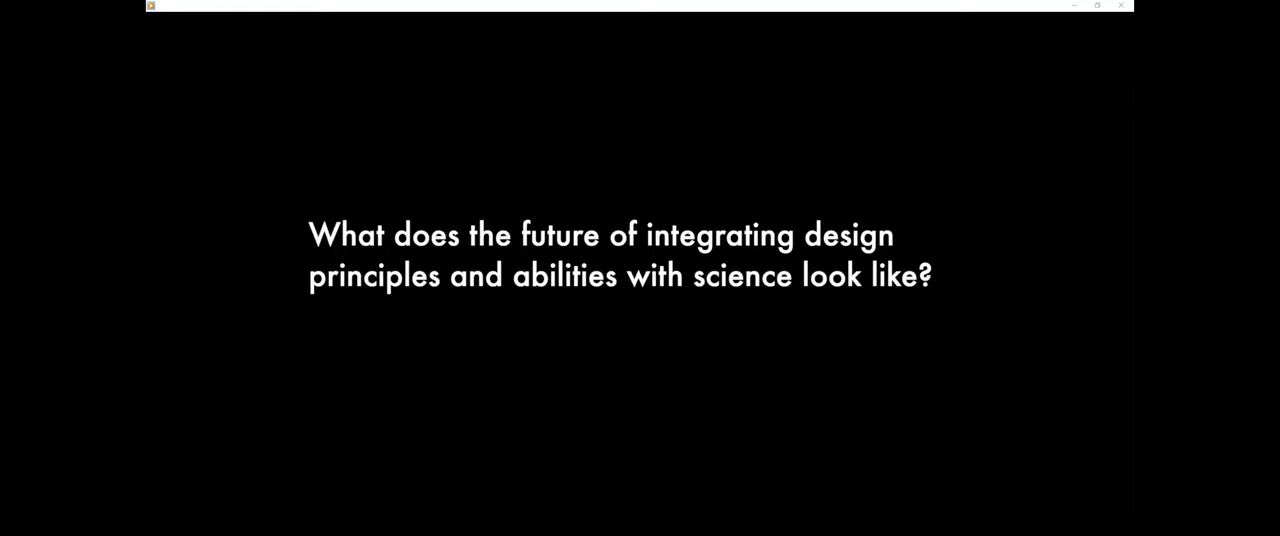 What does the future of integrating design
principles and abilities with science look like?